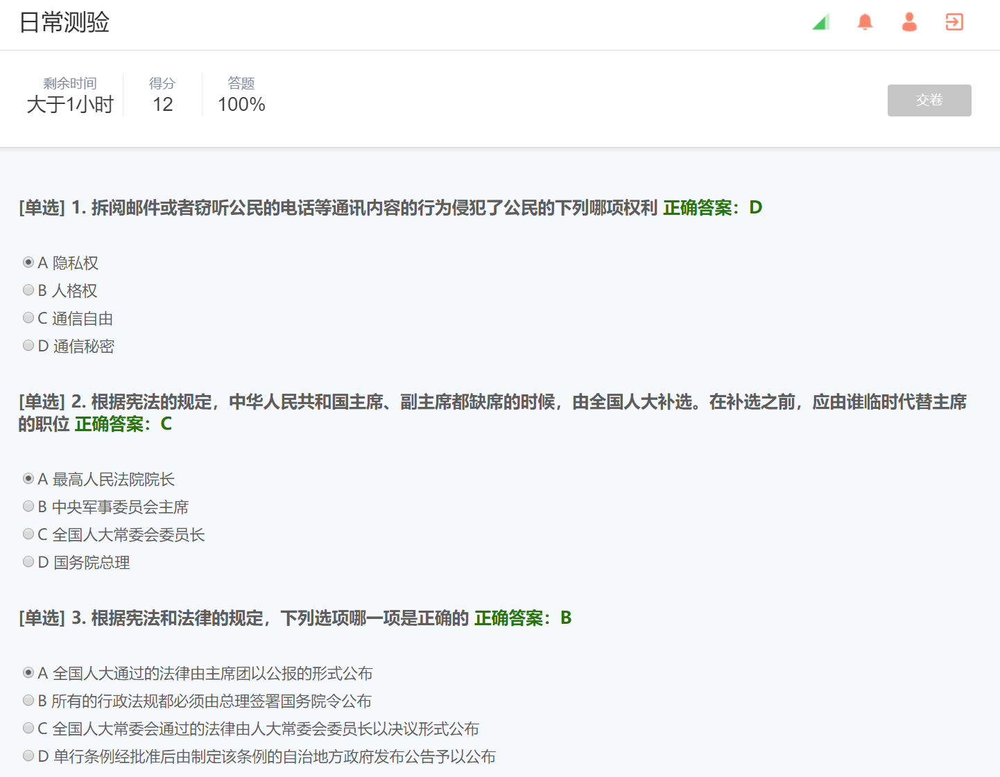 日常测验
剩余时间
大于1小时
得分
12
答题
100%
交卷
[单选] 1. 拆阅邮件或者窃听公民的电话等通讯内容的行为侵犯了公民的下列哪项权利 正确答案：D
A 隐私权
B 人格权
C 通信自由
D 通信秘密
[单选] 2. 根据宪法的规定，中华人民共和国主席、副主席都缺席的时候，由全国人大补选。在补选之前，应由谁临时代替主席
的职位 正确答案：C
A 最高人民法院院长
B 中央军事委员会主席
C 全国人大常委会委员长
D 国务院总理
[单选] 3. 根据宪法和法律的规定，下列选项哪一项是正确的 正确答案：B
A 全国人大通过的法律由主席团以公报的形式公布
B 所有的行政法规都必须由总理签署国务院令公布
C 全国人大常委会通过的法律由人大常委会委员长以决议形式公布
D 单行条例经批准后由制定该条例的自治地方政府发布公告予以公布